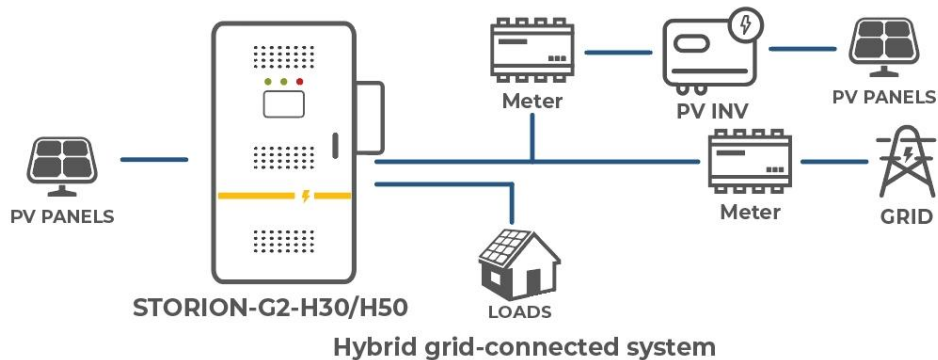 Meter
PV INV
PV PANELS
PV PANELS
Meter
GRID
STORION-G2-H30/H50
LOADS
Hybrid grid-connected system